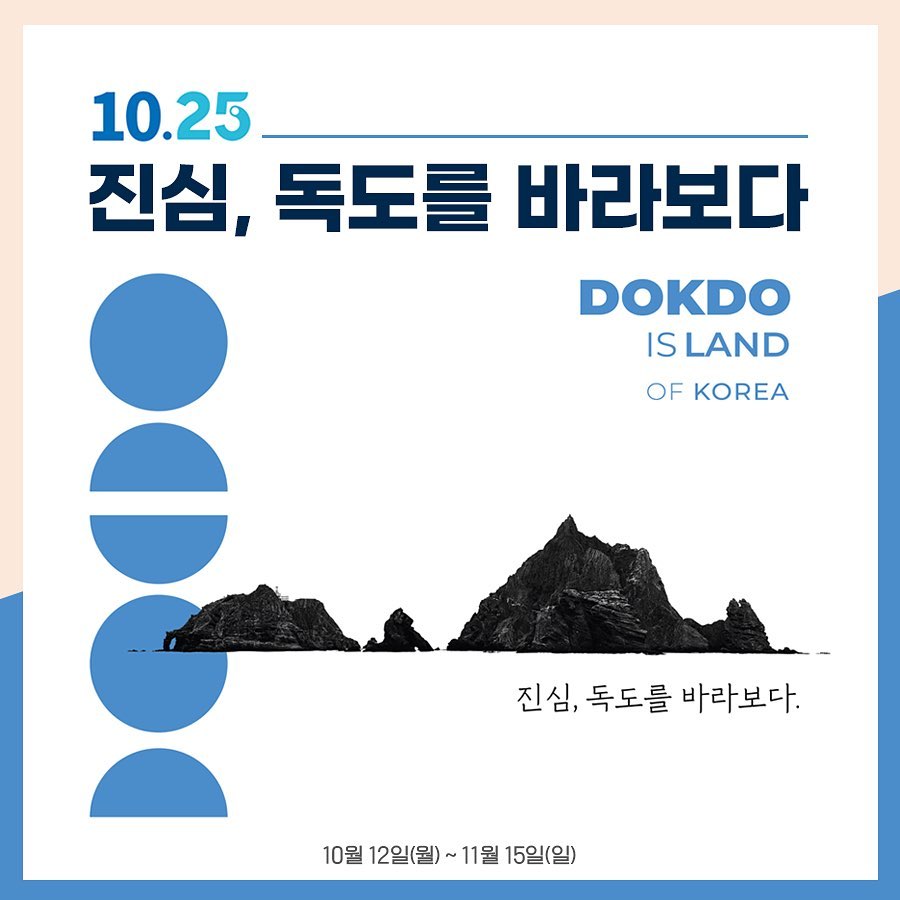 10.25
진심, 독도를 바라보다
DOKDO
IS LAND
OF KOREA
진심, 독도를 바라보다.
10월 12일(월) ~ 11월 15일(일)